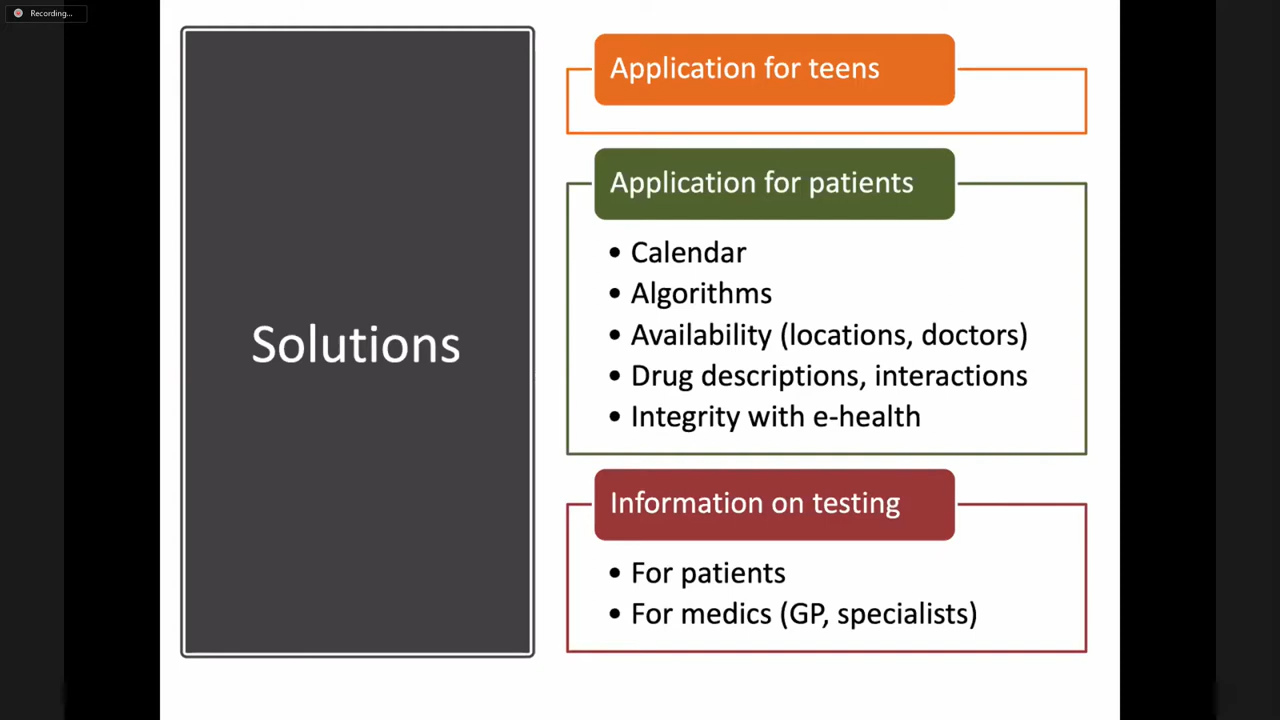 Recording...
Solutions
Application for teens
Application for patients
• Calendar
• Algorithms
• Availability (locations, doctors)
• Drug descriptions, interactions
• Integrity with e-health
Information on testing
• For patients
• For medics (GP, specialists)